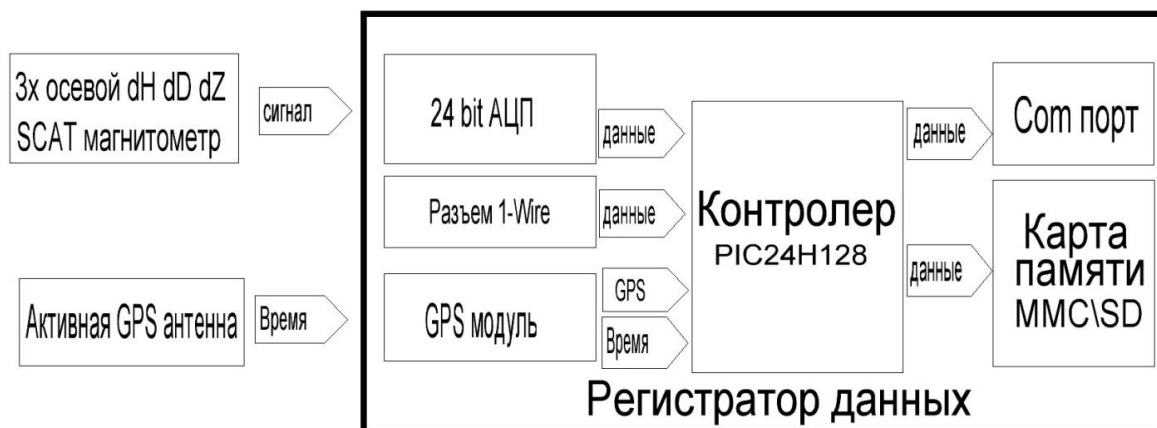 3х осевой dH dD dZ
SCAT магнитометр
сигнал
24 bit АЦП
данные
Разъем 1-Wire
данные
Активная GPS антенна
Время
GPS модуль
GPS
Время
Контролер
PIC24H128
данные
Com порт
данные
Карта
памяти
MMC\SD
Регистратор данных